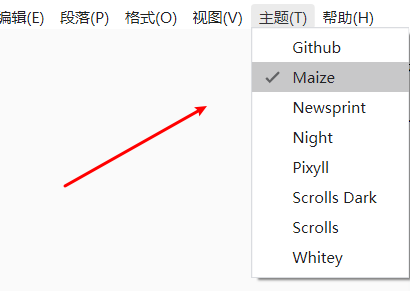 编辑(E) 段落(P) 格式(O) 视图(V) 主题(T) 帮助(H)
Github
Maize
Newsprint
Night
Pixyll
Scrolls Dark
Scrolls
Whitey